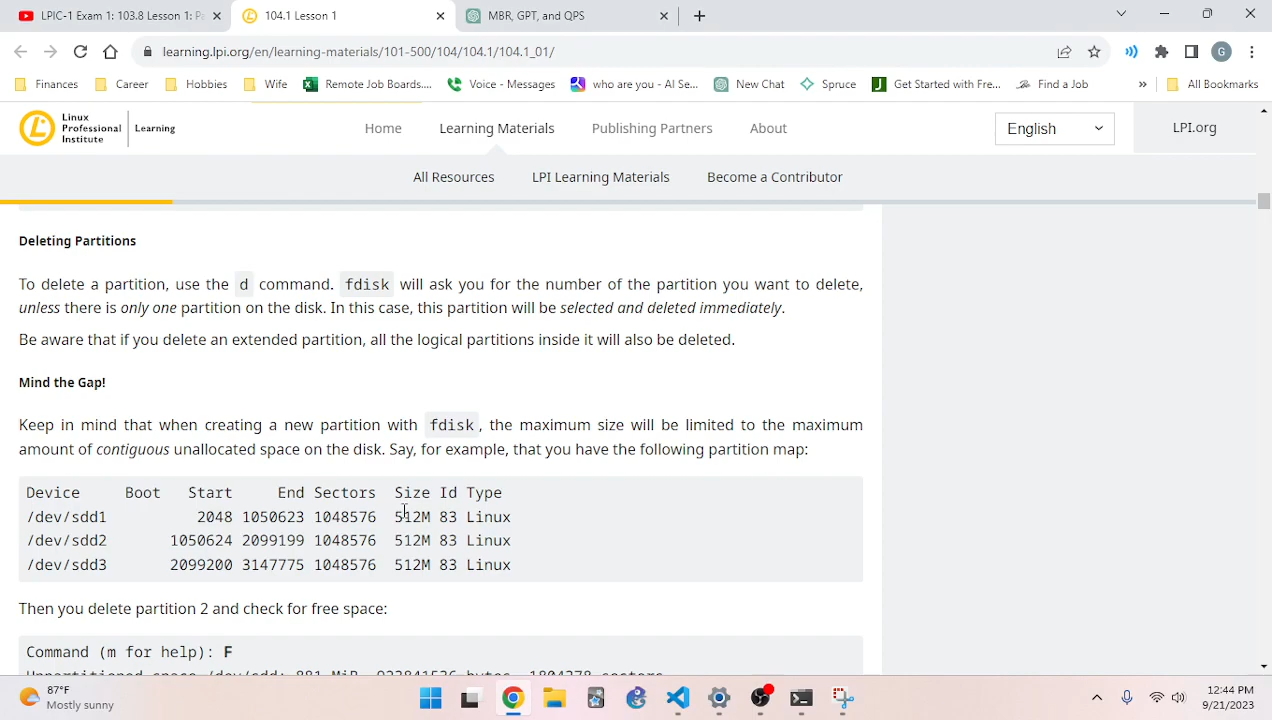 LPIC-1 Exam 1: 103.8 Lesson 1: Pa
104.1 Lesson 1
MBR, GPT, and QPS
learning.lpi.org/en/learning-materials/101-500/104/104.1/104.1_01/
G
Finances
Career
Hobbies
Wife
Remote Job Boards....
Voice - Messages
who are you - AI Se...
New Chat
Spruce
Get Started with Fre...
Find a Job
»
All Bookmarks
Linux
Professional
Institute
Learning
Home
Learning Materials
Publishing Partners
About
English
LPI.org
All Resources
LPI Learning Materials
Become a Contributor
Deleting Partitions
To delete a partition, use the d command. fdisk will ask you for the number of the partition you want to delete,
unless there is only one partition on the disk. In this case, this partition will be selected and deleted immediately.
Be aware that if you delete an extended partition, all the logical partitions inside it will also be deleted.
Mind the Gap!
Keep in mind that when creating a new partition with fdisk, the maximum size will be limited to the maximum
amount of contiguous unallocated space on the disk. Say, for example, that you have the following partition map:
Device Boot Start End Sectors Size Id Type
/dev/sdd1 2048 1050623 1048576 512M 83 Linux
/dev/sdd2 1050624 2099199 1048576 512M 83 Linux
/dev/sdd3 2099200 3147775 1048576 512M 83 Linux
Then you delete partition 2 and check for free space:
Command (m for help): F
Unpartitioned space /dev/sdd: 881 MiB, 923841536 bytes, 1804378 sectors
87°F
Mostly sunny
12:44 PM
9/21/2023